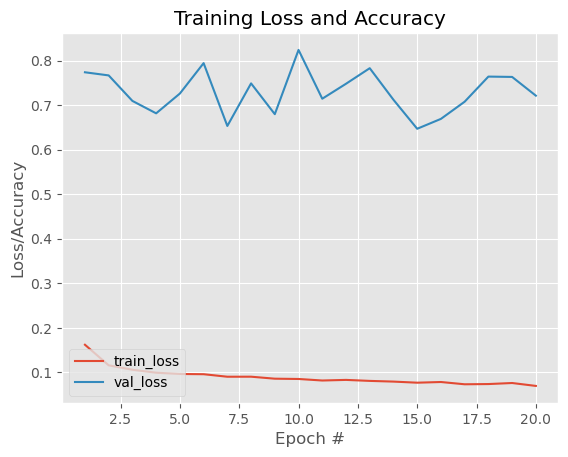 Training Loss and Accuracy
Loss/Accuracy
0.8
0.7
0.6
0.5
0.4
0.3
0.2
0.1
train_loss
val_loss
2.5 5.0 7.5 10.0 12.5 15.0 17.5 20.0
Epoch #